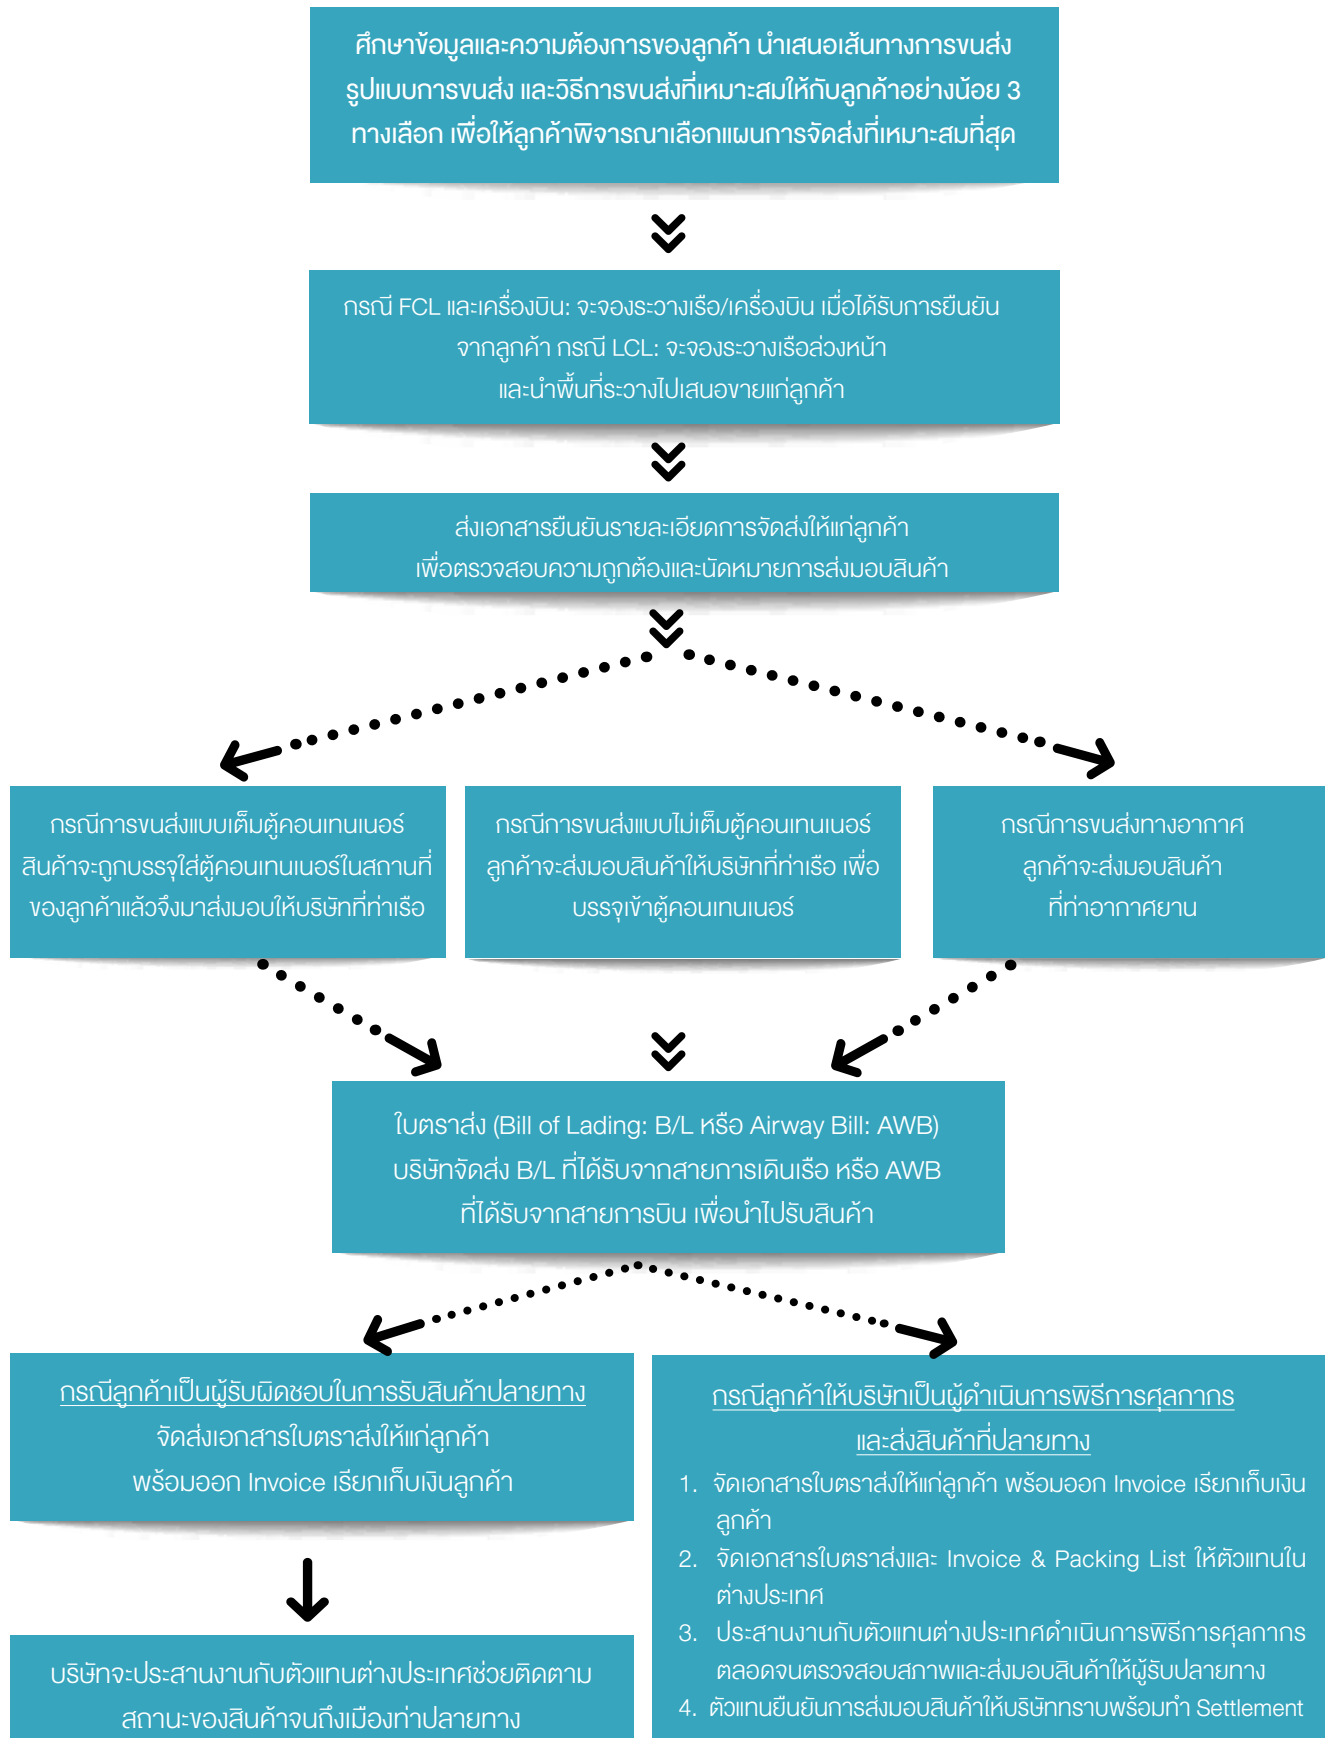 ศึกษาข้อมูลและความต้องการของลูกค้า นำเสนอเส้นทางการขนส่ง
รูปแบบการขนส่ง และวิธีการขนส่งที่เหมาะสมให้กับลูกค้าอย่างน้อย 3
ทางเลือก เพื่อให้ลูกค้าพิจารณาเลือกแผนการจัดส่งที่เหมาะสมที่สุด
กรณี FCL และเครื่องบิน: จะจองระวางเรือ/เครื่องบิน เมื่อได้รับการยืนยัน
จากลูกค้า กรณี LCL: จะจองระวางเรือล่วงหน้า
และนำพื้นที่ระวางไปเสนอขายแก่ลูกค้า
ส่งเอกสารยืนยันรายละเอียดการจัดส่งให้แก่ลูกค้า
เพื่อตรวจสอบความถูกต้องและนัดหมายการส่งมอบสินค้า
กรณีการขนส่งแบบเต็มตู้คอนเทนเนอร์
สินค้าจะถูกบรรจุใส่ตู้คอนเทนเนอร์ในสถานที่
ของลูกค้าแล้วจึงมาส่งมอบให้บริษัทที่ท่าเรือ
กรณีการขนส่งแบบไม่เต็มตู้คอนเทนเนอร์
ลูกค้าจะส่งมอบสินค้าให้บริษัทที่ท่าเรือ เพื่อ
บรรจุเข้าตู้คอนเทนเนอร์
กรณีการขนส่งทางอากาศ
ลูกค้าจะส่งมอบสินค้า
ที่ท่าอากาศยาน
ใบตราส่ง (Bill of Lading: B/L หรือ Airway Bill: AWB)
บริษัทจัดส่ง B/L ที่ได้รับจากสายการเดินเรือ หรือ AWB
ที่ได้รับจากสายการบิน เพื่อนำไปรับสินค้า
กรณีลูกค้าเป็นผู้รับผิดชอบในการรับสินค้าปลายทาง
จัดส่งเอกสารใบตราส่งให้แก่ลูกค้า
พร้อมออก Invoice เรียกเก็บเงินลูกค้า
บริษัทจะประสานงานกับตัวแทนต่างประเทศช่วยติดตาม
สถานะของสินค้าจนถึงเมืองท่าปลายทาง
กรณีลูกค้าให้บริษัทเป็นผู้ดำเนินการพิธีการศุลกากร
และส่งสินค้าที่ปลายทาง
1. จัดเอกสารใบตราส่งให้แก่ลูกค้า พร้อมออก Invoice เรียกเก็บเงิน
ลูกค้า
2. จัดเอกสารใบตราส่งและ Invoice & Packing List ให้ตัวแทนใน
ต่างประเทศ
3. ประสานงานกับตัวแทนต่างประเทศดำเนินการพิธีการศุลกากร
ตลอดจนตรวจสอบสภาพและส่งมอบสินค้าให้ผู้รับปลายทาง
4. ตัวแทนยืนยันการส่งมอบสินค้าให้บริษัททราบพร้อมทำ Settlement